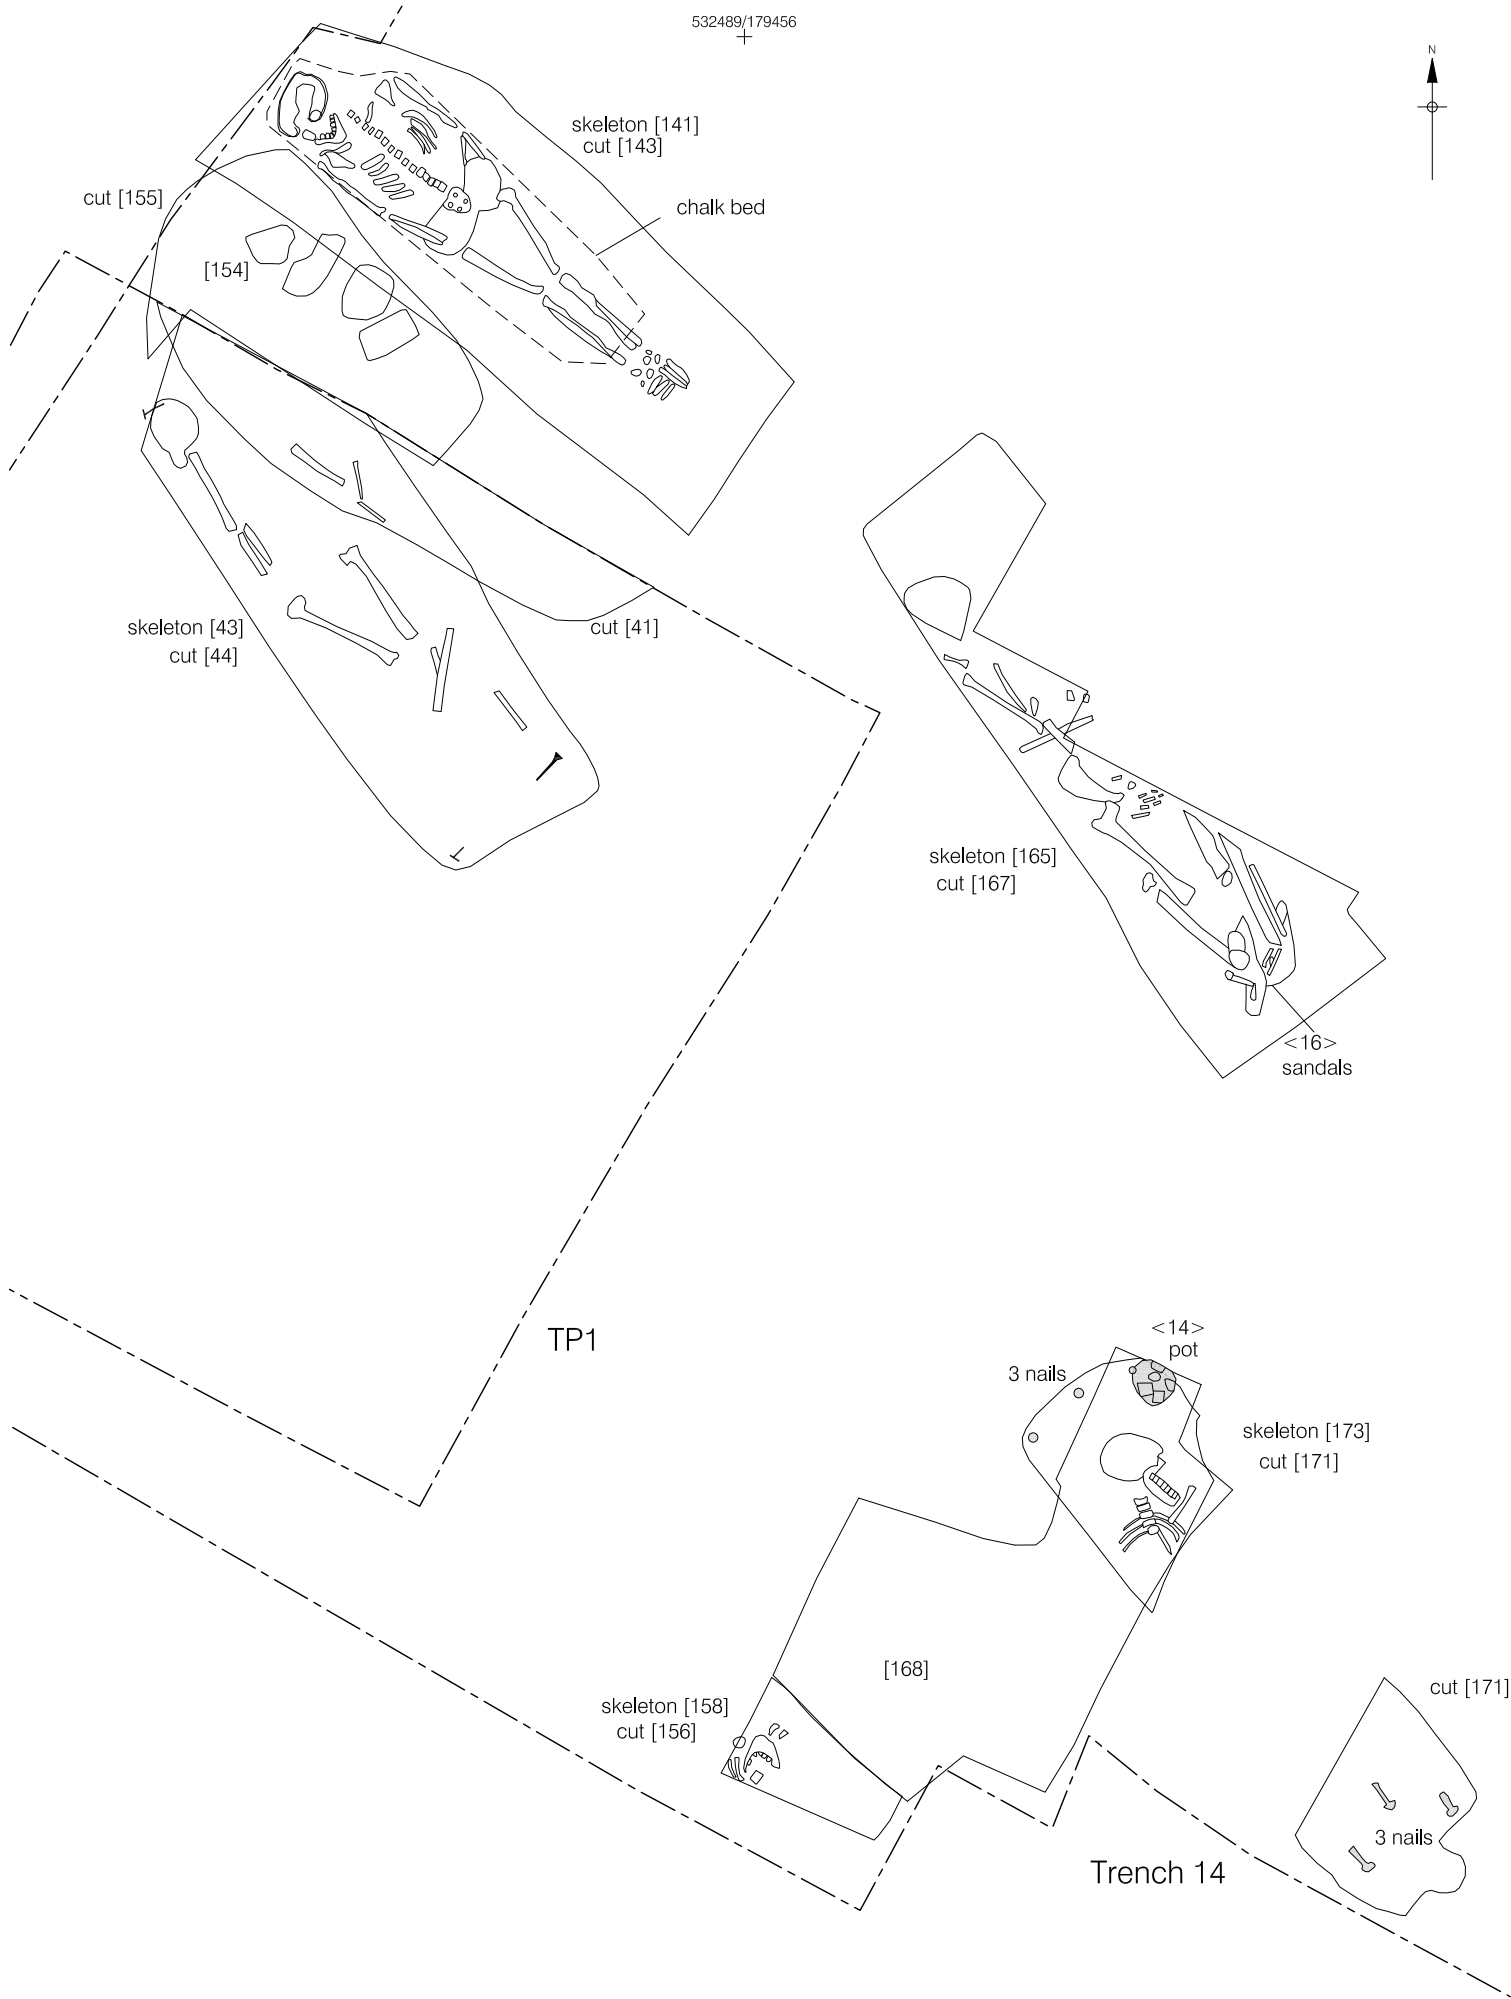 532489/179456
N
skeleton [141]
cut [143]
cut [155]
chalk bed
[154]
skeleton [43]
cut [44]
cut [41]
skeleton [165]
cut [167]
<16>
sandals
TP1
<14>
pot
3 nails
skeleton [173]
cut [171]
[168]
skeleton [158]
cut [156]
cut [171]
3 nails
Trench 14